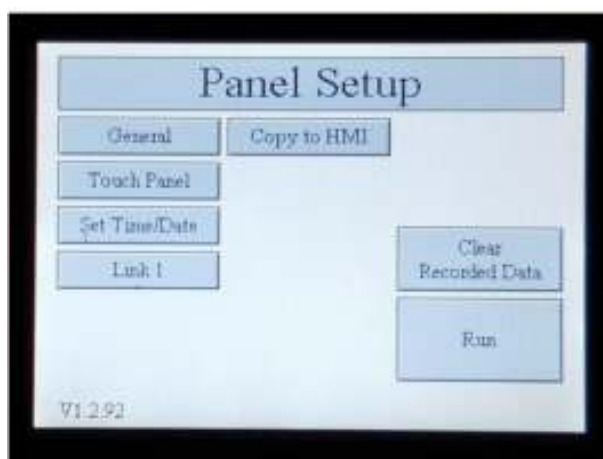 Panel Setup
General
Copy to HMI
Touch Panel
Set Time/Date
Link 1
Clear
Recorded Data
Run
V1.2.92